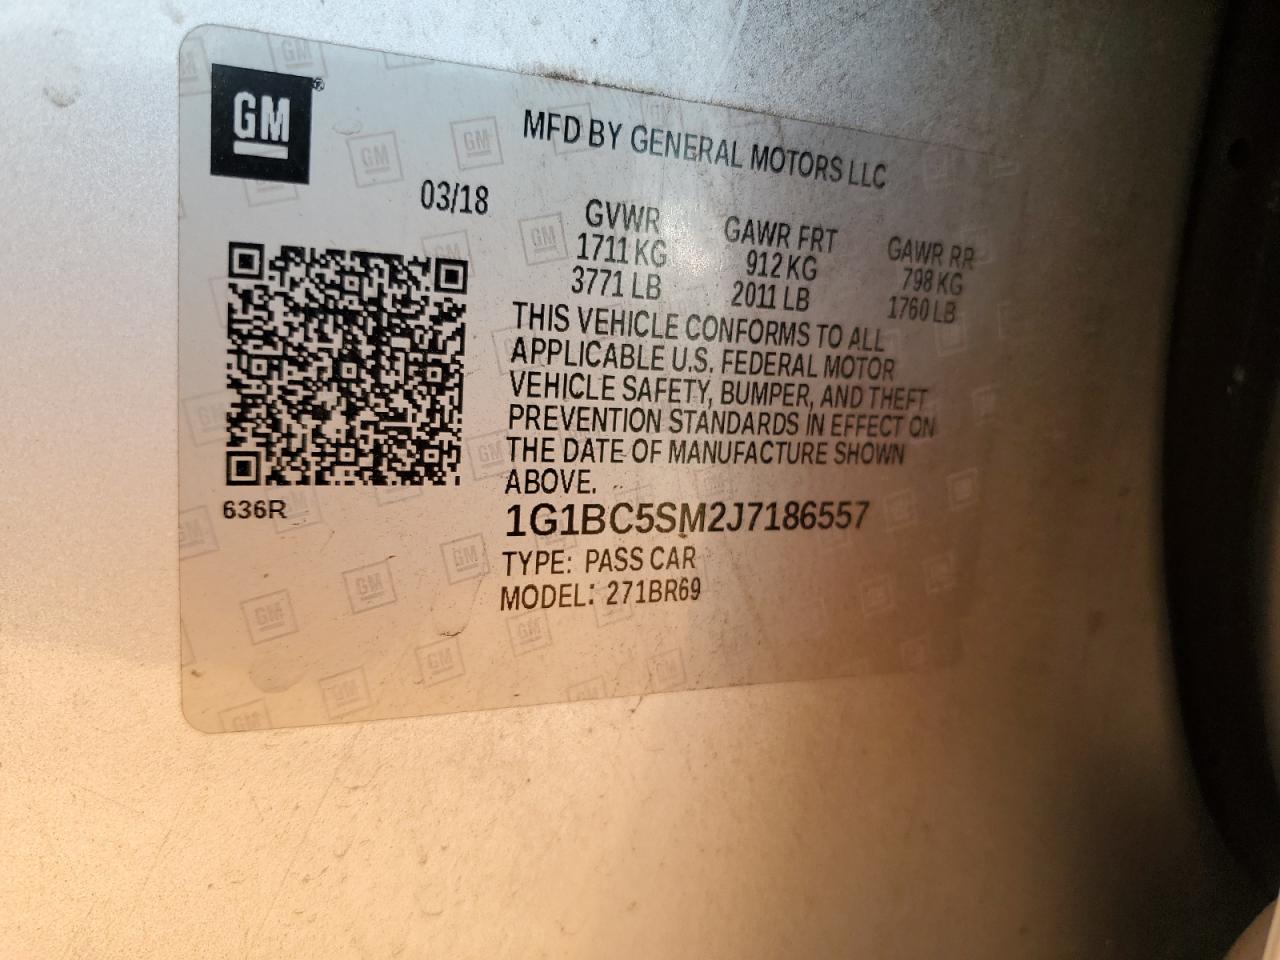 GM
MFD BY GENERAL MOTORS LLC
03/18
GVWR GAWR FRT GAWR RR
1711 KG 912 KG 798 KG
3771 LB 2011 LB 1760 LB
THIS VEHICLE CONFORMS TO ALL
APPLICABLE U.S. FEDERAL MOTOR
VEHICLE SAFETY, BUMPER, AND THEFT
PREVENTION STANDARDS IN EFFECT ON
THE DATE OF MANUFACTURE SHOWN
ABOVE.
636R
1G1BC5SM2J7186557
TYPE: PASS CAR
MODEL: 271BR69